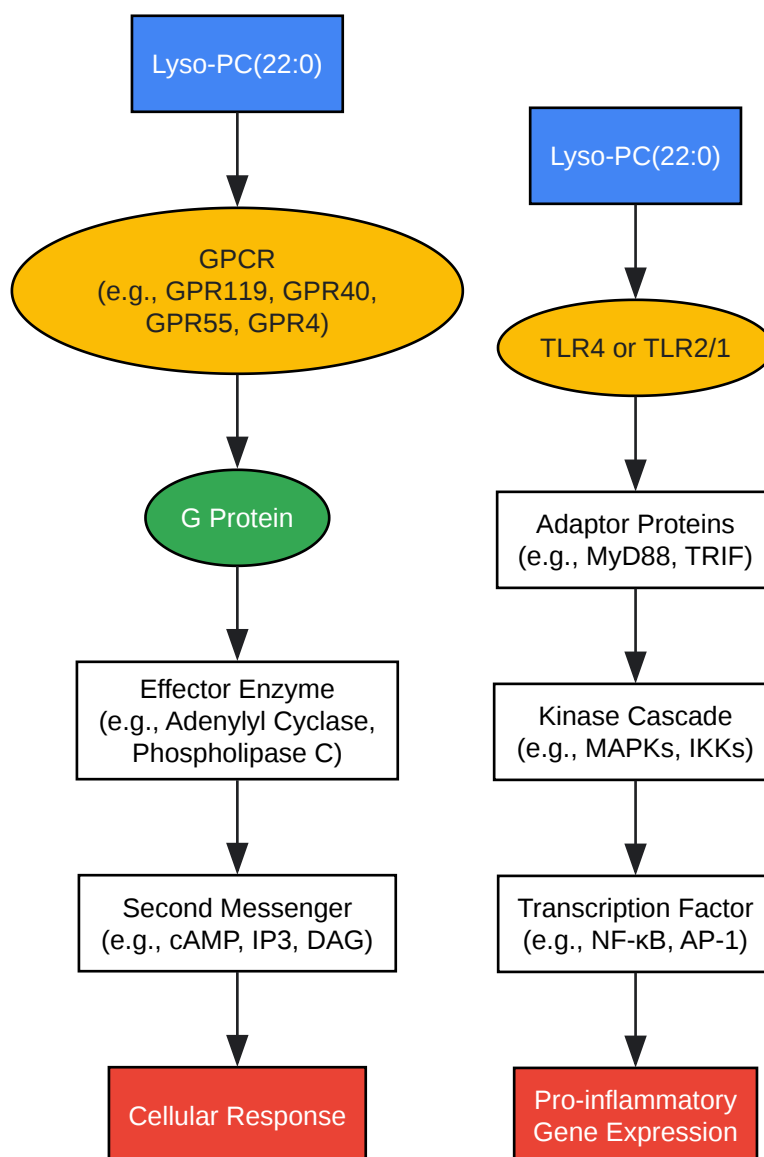 Lyso-PC(22:0)
GPCR
(e.g., GPR119, GPR40,
GPR55, GPR4)
G Protein
Effector Enzyme
(e.g., Adenylyl Cyclase,
Phospholipase C)
Second Messenger
(e.g., cAMP, IP3, DAG)
Cellular Response
Lyso-PC(22:0)
TLR4 or TLR2/1
Adaptor Proteins
(e.g., MyD88, TRIF)
Kinase Cascade
(e.g., MAPKs, IKKs)
Transcription Factor
(e.g., NF-κB, AP-1)
Pro-inflammatory
Gene Expression